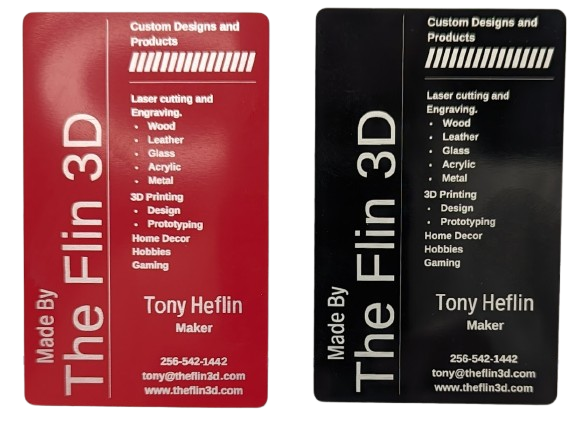 Custom Designs and
Products
Laser cutting and
Engraving.
• Wood
• Leather
• Glass
• Acrylic
• Metal
3D Printing
• Design
• Prototyping
Home Decor
Hobbies
Gaming
Made By
The Flin 3D
Tony Heflin
Maker
256-542-1442
tony@theflin3d.com
www.theflin3d.com
Custom Designs and
Products
Laser cutting and
Engraving.
• Wood
• Leather
• Glass
• Acrylic
• Metal
3D Printing
• Design
• Prototyping
Home Decor
Hobbies
Gaming
Made By
The Flin 3D
Tony Heflin
Maker
256-542-1442
tony@theflin3d.com
www.theflin3d.com